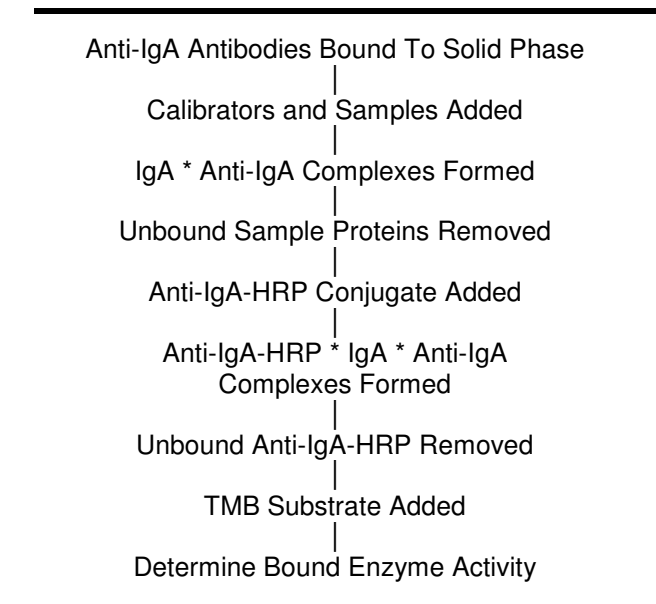 Anti-IgA Antibodies Bound To Solid Phase
Calibrators and Samples Added
IgA * Anti-IgA Complexes Formed
Unbound Sample Proteins Removed
Anti-IgA-HRP Conjugate Added
Anti-IgA-HRP * IgA * Anti-IgA
Complexes Formed
Unbound Anti-IgA-HRP Removed
TMB Substrate Added
Determine Bound Enzyme Activity